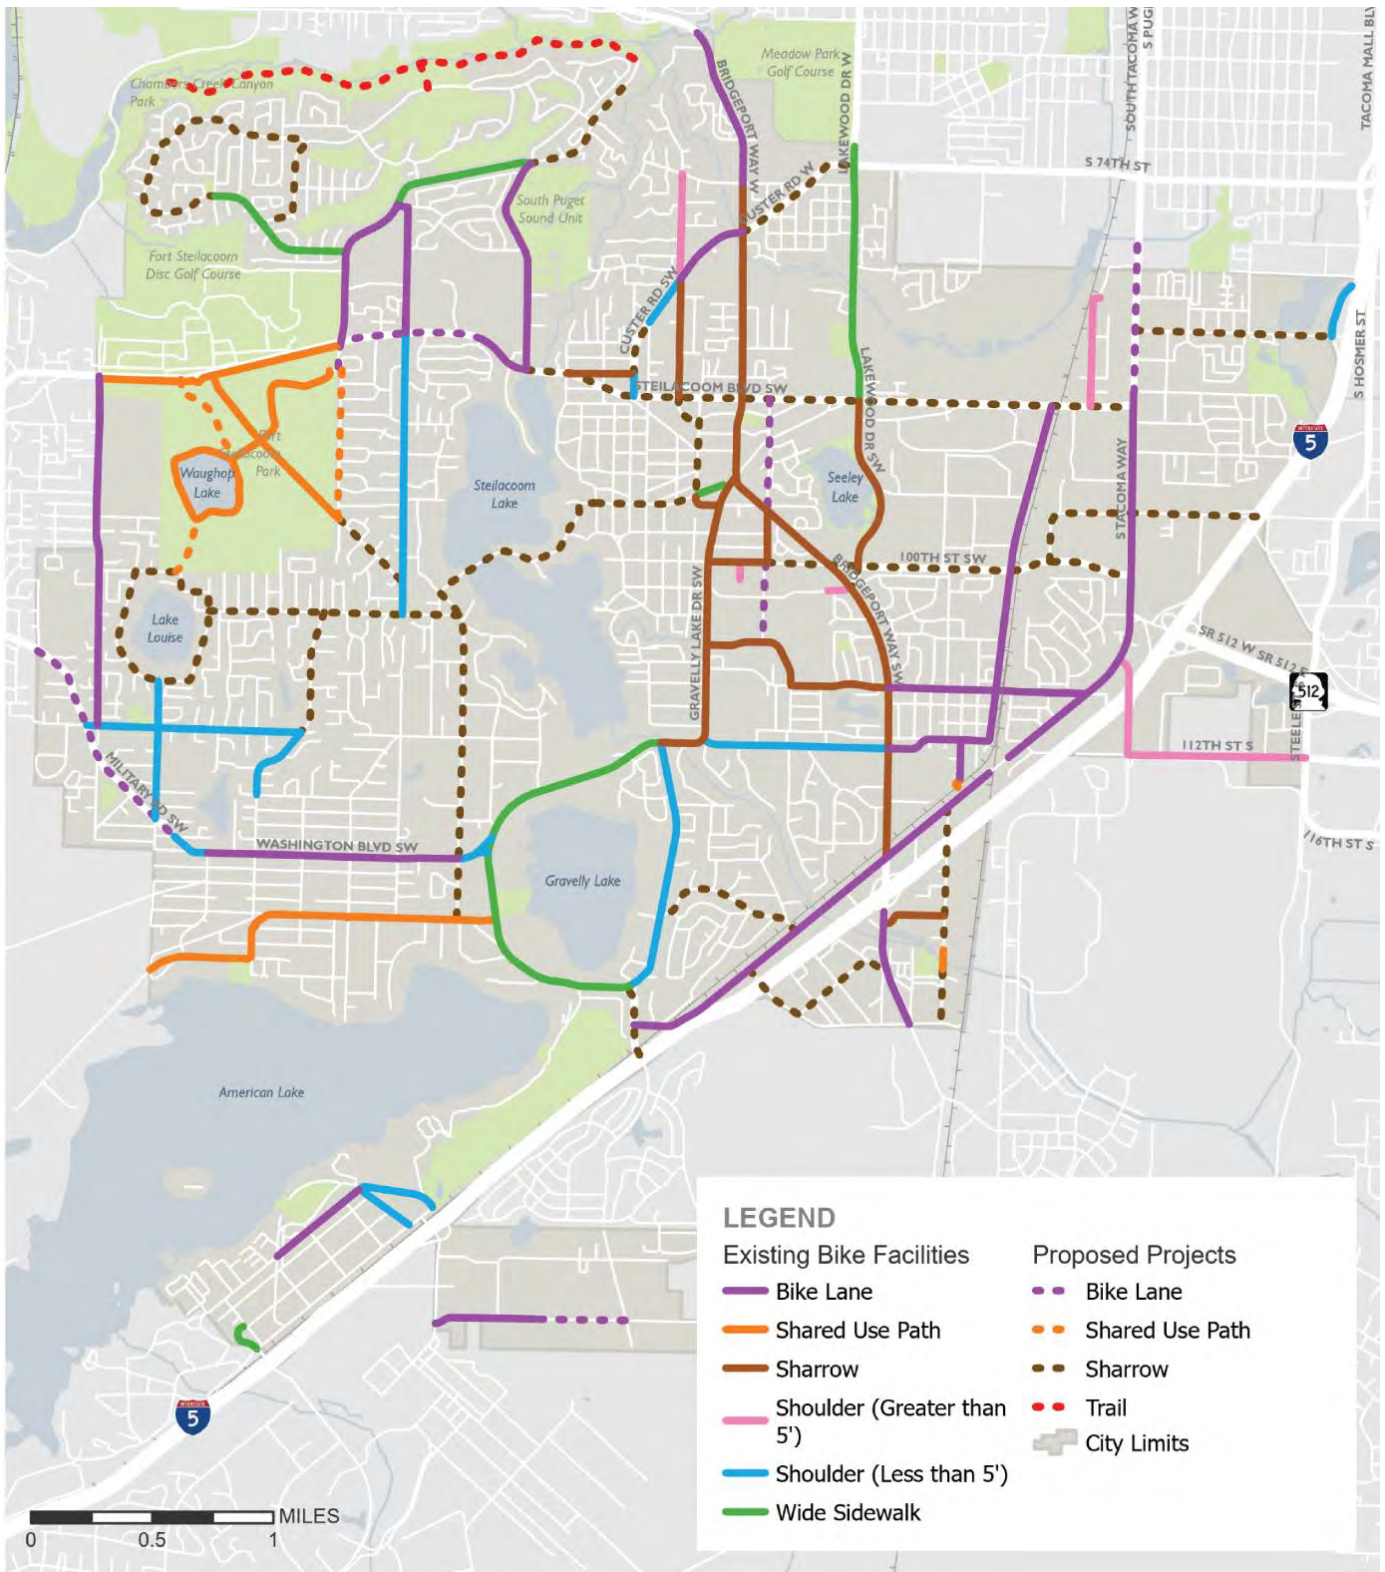 SOUTH TACOMA W
S PUG
TACOMA MALL BLV
Meadow Park
Golf Course
LAKEWOOD DR W
BRIDGEPORT WAY W
Chambers Creek Canyon
Park
S 74TH ST
CUSTER RD W
South Puget
Sound Unit
Fort Steilacoom
Disc Golf Course
CUSTER RD SW
S HOSMER ST
LAKEWOOD DR SW
STEILACOOM BLVD SW
5
Fort
Steilacoom
Park
Waughop
Lake
Steilacoom
Lake
Seeley
Lake
S TACOMA WAY
100TH ST SW
BRIDGEPORT WAY SW
GRAVELLY LAKE DR SW
Lake
Louise
SR 512 W SR 512 E
512
STEELE S
112TH ST S
MILITARY RD SW
WASHINGTON BLVD SW
116TH ST S
Gravelly Lake
American Lake
LEGEND
Existing Bike Facilities
Proposed Projects
Bike Lane
Bike Lane
Shared Use Path
Shared Use Path
Sharrow
Sharrow
Shoulder (Greater than
5')
Trail
City Limits
Shoulder (Less than 5')
Wide Sidewalk
5
MILES
0
0.5
1